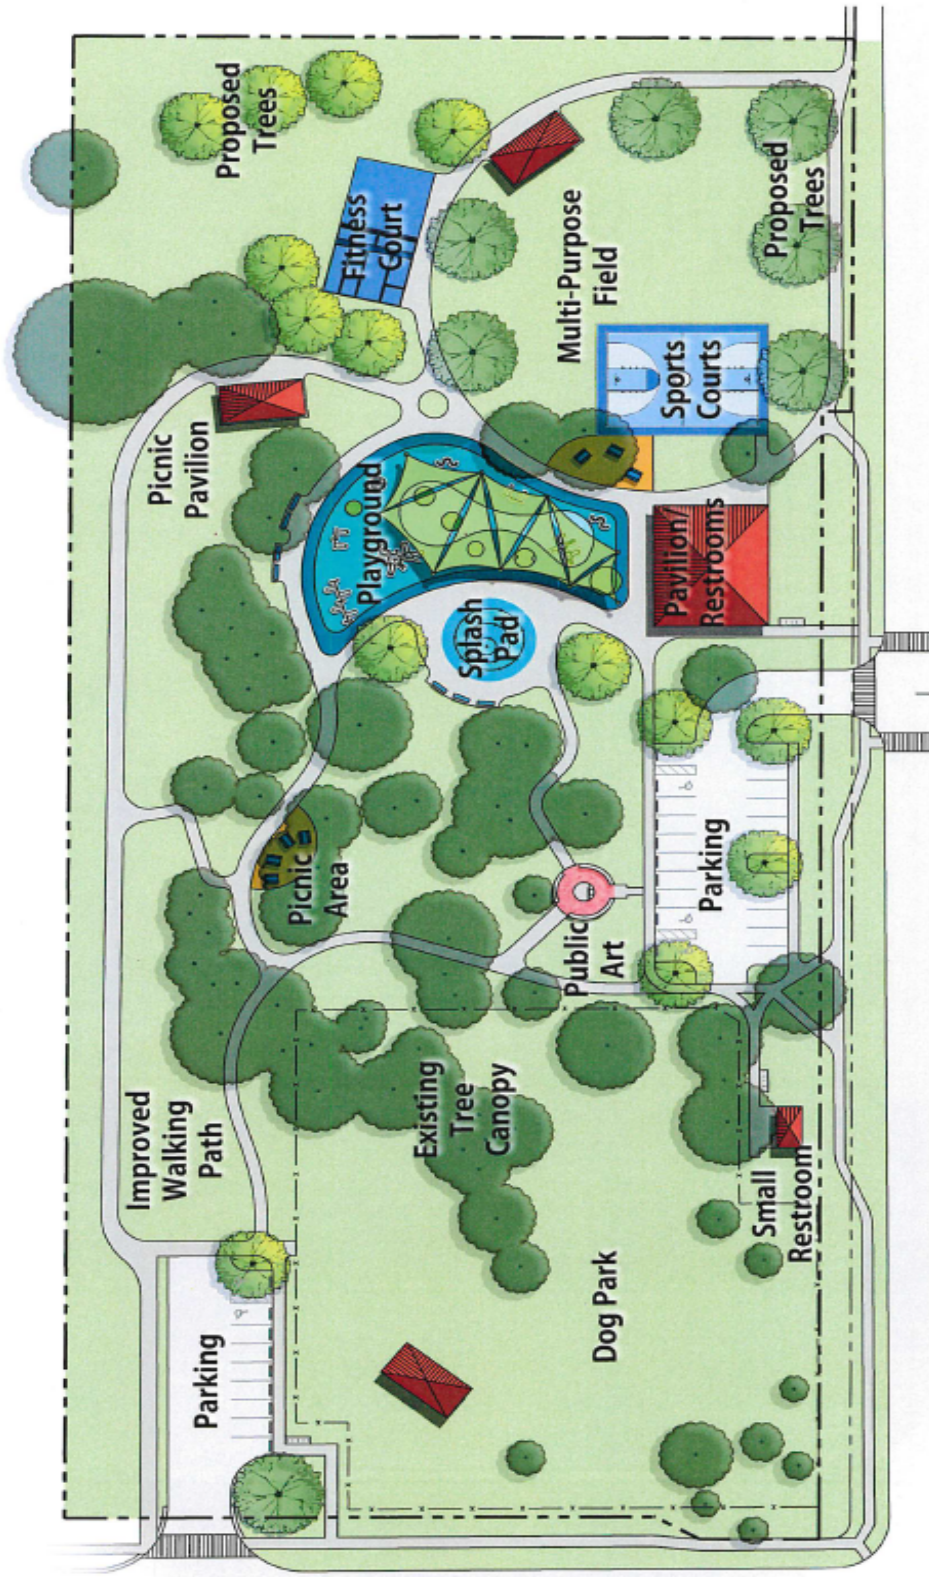 Proposed
Trees
Fitness
Court
Multi-Purpose
Field
Proposed
Trees
Picnic
Pavilion
Playground
Sports
Courts
Splash
Pad
Pavilion/
Restrooms
Picnic
Area
Public
Art
Parking
Improved
Walking
Path
Existing
Tree
Canopy
Small
Restroom
Dog Park
Parking